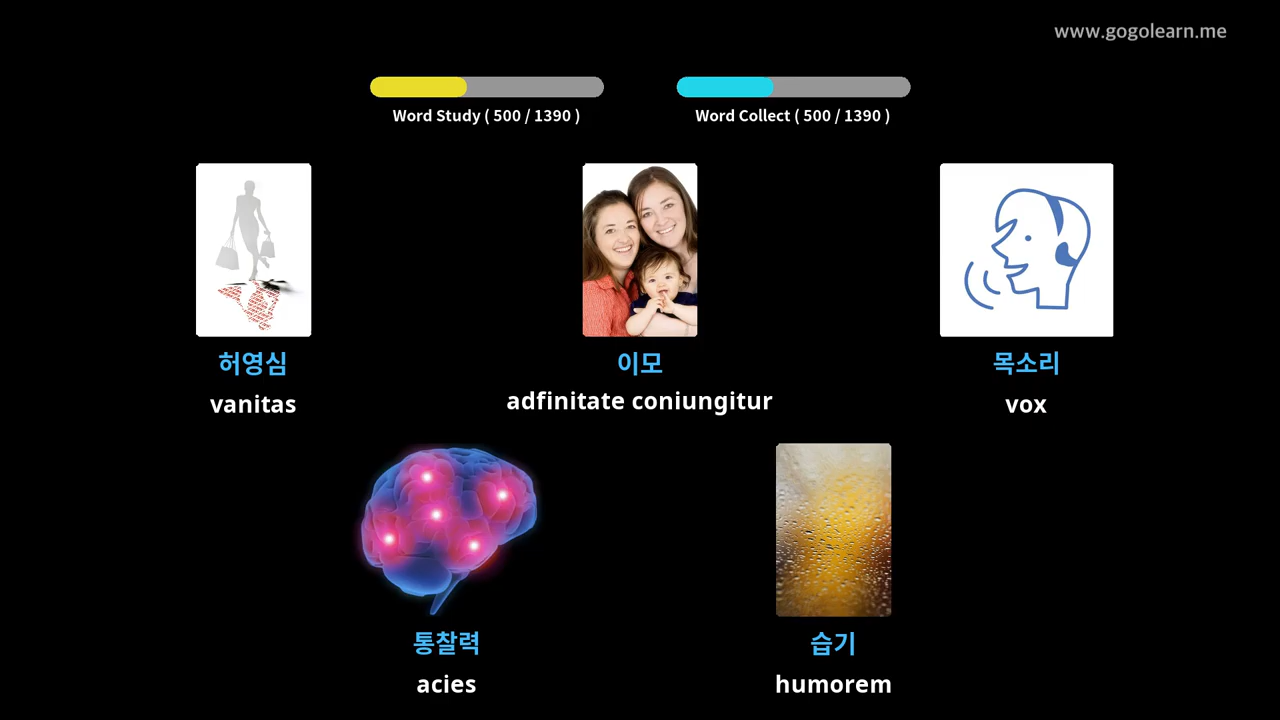 www.gogolearn.me
Word Study ( 500 / 1390 )
Word Collect ( 500 / 1390 )
허영심
이모
목소리
vanitas
adfinitate coniungitur
vox
통찰력
습기
acies
humorem